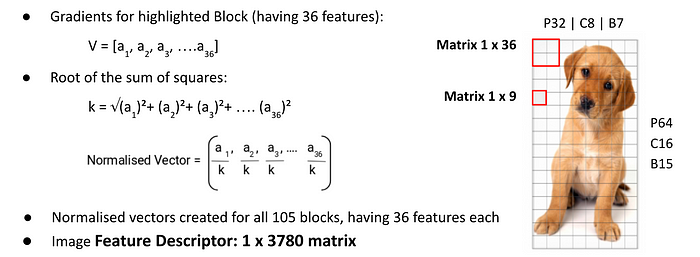 ● Gradients for highlighted Block (having 36 features):
V = [a₁, a₂, a₃, ….a₃₆]
● Root of the sum of squares:
k = √(a₁)²+ (a₂)²+ (a₃)²+ …. (a₃₆)²
Normalised Vector = ( a₁, a₂, a₃, .... a₃₆
k k k k )
● Normalised vectors created for all 105 blocks, having 36 features each
● Image Feature Descriptor: 1 x 3780 matrix
P32 | C8 | B7
Matrix 1 x 36
Matrix 1 x 9
P64
C16
B15